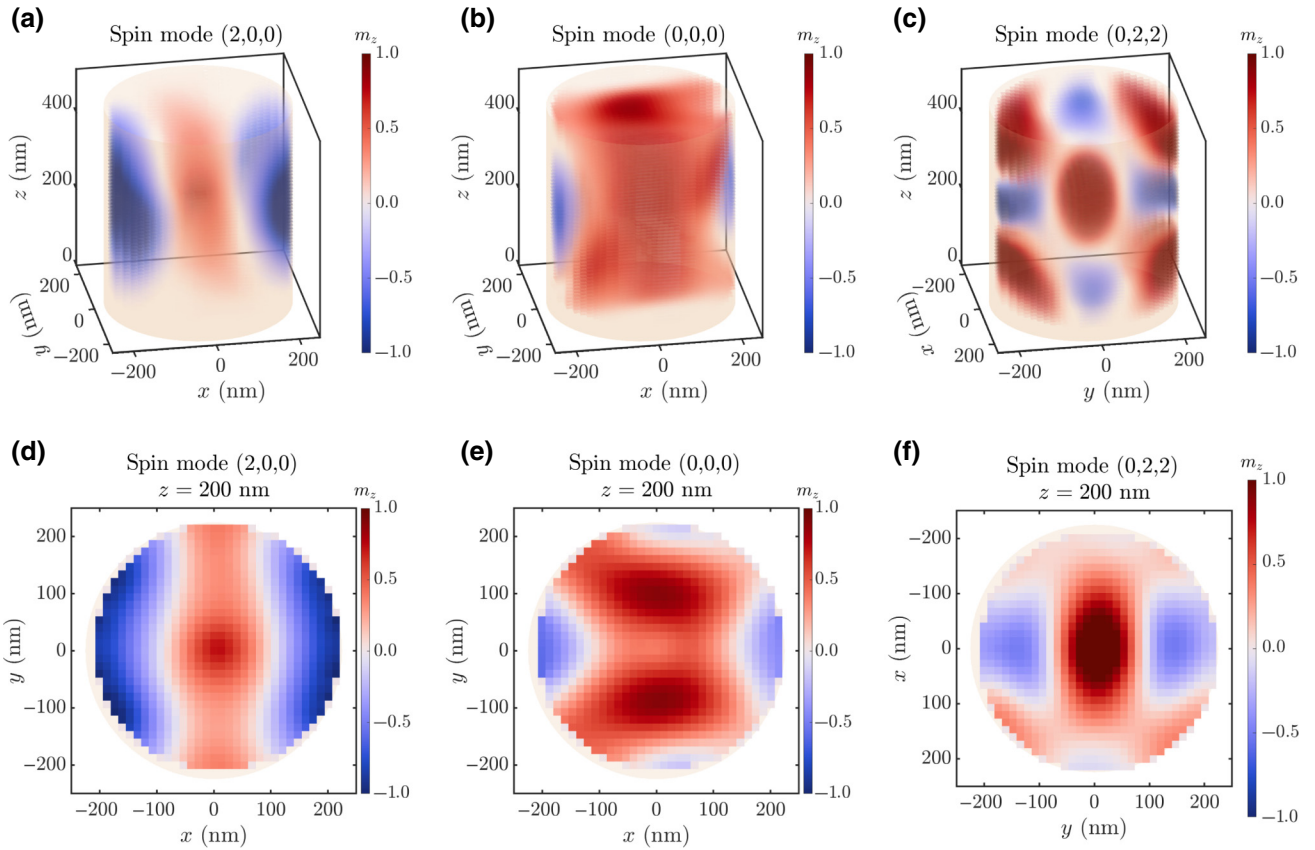 (a)
Spin mode (2,0,0)
m_z
1.0
0.5
0.0
−0.5
−1.0
400
200
0
z (nm)
200
0
−200
y (nm)
−200
0
200
x (nm)
(b)
Spin mode (0,0,0)
m_z
1.0
0.5
0.0
−0.5
−1.0
400
200
0
z (nm)
200
0
−200
y (nm)
−200
0
200
x (nm)
(c)
Spin mode (0,2,2)
m_z
1.0
0.5
0.0
−0.5
−1.0
400
200
0
z (nm)
−200
0
200
x (nm)
−200
0
200
y (nm)
(d)
Spin mode (2,0,0)
z = 200 nm
m_z
1.0
0.5
0.0
−0.5
−1.0
200
100
0
−100
−200
y (nm)
−200
−100
0
100
200
x (nm)
(e)
Spin mode (0,0,0)
z = 200 nm
m_z
1.0
0.5
0.0
−0.5
−1.0
200
100
0
−100
−200
y (nm)
−200
−100
0
100
200
x (nm)
(f)
Spin mode (0,2,2)
z = 200 nm
m_z
1.0
0.5
0.0
−0.5
−1.0
−200
−100
0
100
200
x (nm)
−200
−100
0
100
200
y (nm)